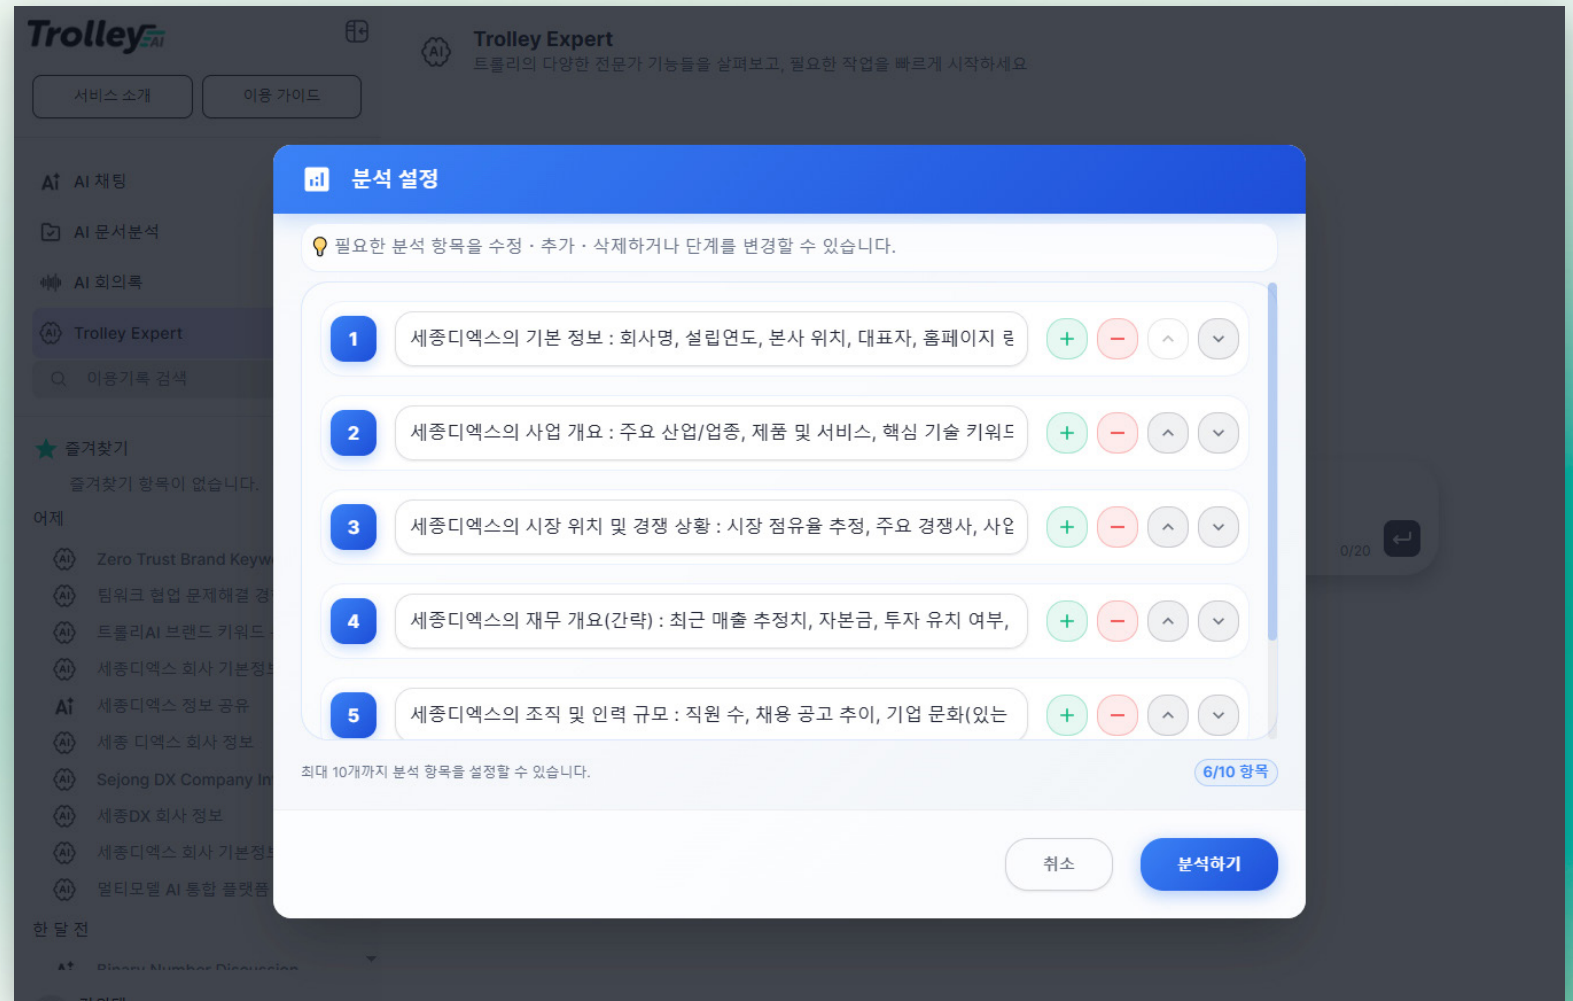 Trolley AI
서비스 소개
이용 가이드
AI 채팅
AI 문서분석
AI 회의록
Trolley Expert
이용기록 검색
즐겨찾기
즐겨찾기 항목이 없습니다.
어제
Zero Trust Brand Keyw
팀워크 협업 문제해결 경
트롤리AI 브랜드 키워드
세종디엑스 회사 기본정보
세종디엑스 정보 공유
세종 디엑스 회사 정보
Sejong DX Company In
세종DX 회사 정보
세종디엑스 회사 기본정보
멀티모델 AI 통합 플랫폼
한 달 전
Binary Number Discussion
Trolley Expert
트롤리의 다양한 전문가 기능들을 살펴보고, 필요한 작업을 빠르게 시작하세요
분석 설정
필요한 분석 항목을 수정 · 추가 · 삭제하거나 단계를 변경할 수 있습니다.
1 세종디엑스의 기본 정보 : 회사명, 설립연도, 본사 위치, 대표자, 홈페이지
2 세종디엑스의 사업 개요 : 주요 산업/업종, 제품 및 서비스, 핵심 기술 키워드
3 세종디엑스의 시장 위치 및 경쟁 상황 : 시장 점유율 추정, 주요 경쟁사, 사업
4 세종디엑스의 재무 개요(간략) : 최근 매출 추정치, 자본금, 투자 유치 여부,
5 세종디엑스의 조직 및 인력 규모 : 직원 수, 채용 공고 추이, 기업 문화(있는
최대 10개까지 분석 항목을 설정할 수 있습니다.
6/10 항목
취소
분석하기
0/20